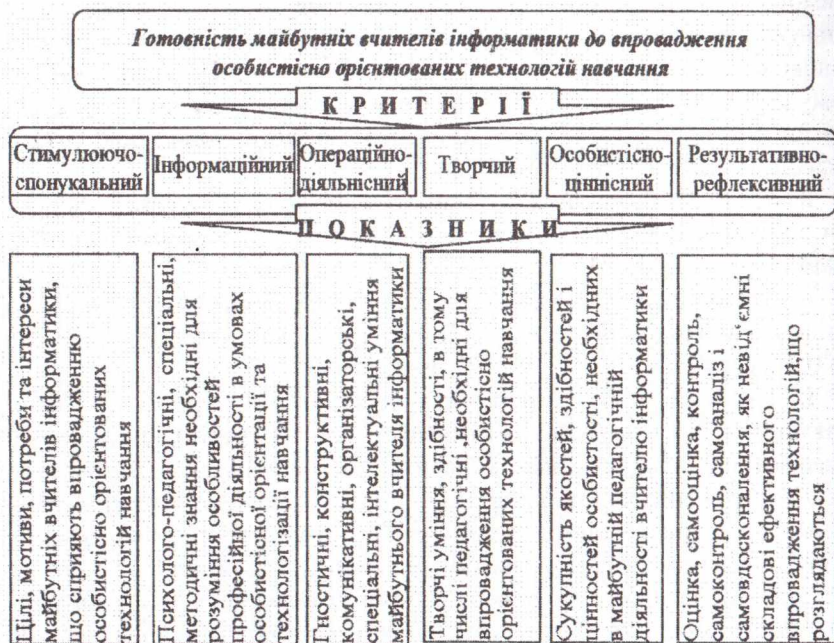 Готовність майбутніх вчителів інформатики до впровадження
особистісно орієнтованих технологій навчання
КРИТЕРІЇ
Стимулюючо-
спонукальний
Інформаційний
Операційно-
діяльнісний
Творчий
Особистісно-
ціннісний
Результативно-
рефлексивний
ПОКАЗНИКИ
Цілі, мотиви, потреби та інтереси
майбутніх вчителів інформатики,
що сприяють впровадженню
особистісно орієнтованих
технологій навчання
Психолого-педагогічні, спеціальні,
методичні знання необхідні для
розуміння особливостей
професійної діяльності в умовах
особистісної орієнтації та
технологізації навчання
Гностичні, конструктивні,
комунікативні, організаторські,
спеціальні, інтелектуальні уміння
майбутнього вчителя інформатики
Творчі уміння, здібності, в тому
числі педагогічні ,необхідні для
впровадження особистісно
орієнтованих технологій навчання
Сукупність якостей, здібностей і
цінностей особистості, необхідних
в майбутній педагогічній
діяльності вчителю інформатики
Оцінка, самооцінка, контроль,
самоконтроль, самоаналіз і
самовдосконалення, як невід'ємні
складові ефективного
впровадження технологій,що
розглядаються